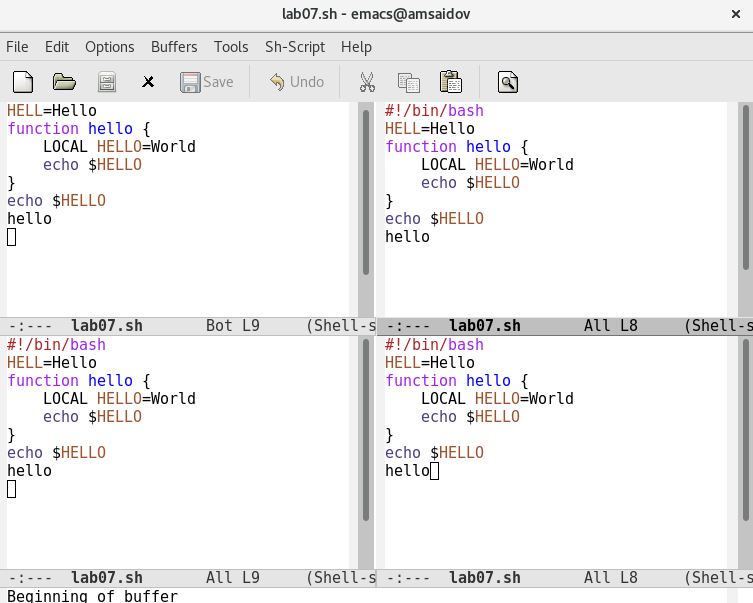 lab07.sh - emacs@amsaidov
×
File Edit Options Buffers Tools Sh-Script Help
Save Undo
HELL=Hello
function hello {
    LOCAL HELLO=World
    echo $HELLO
}
echo $HELLO
hello
-:---  lab07.sh       Bot L9     (Shell-s
#!/bin/bash
HELL=Hello
function hello {
    LOCAL HELLO=World
    echo $HELLO
}
echo $HELLO
hello
-:---  lab07.sh       All L8     (Shell-s
#!/bin/bash
HELL=Hello
function hello {
    LOCAL HELLO=World
    echo $HELLO
}
echo $HELLO
hello
-:---  lab07.sh       All L9     (Shell-s
#!/bin/bash
HELL=Hello
function hello {
    LOCAL HELLO=World
    echo $HELLO
}
echo $HELLO
hello
-:---  lab07.sh       All L8     (Shell-s
Beginning of buffer